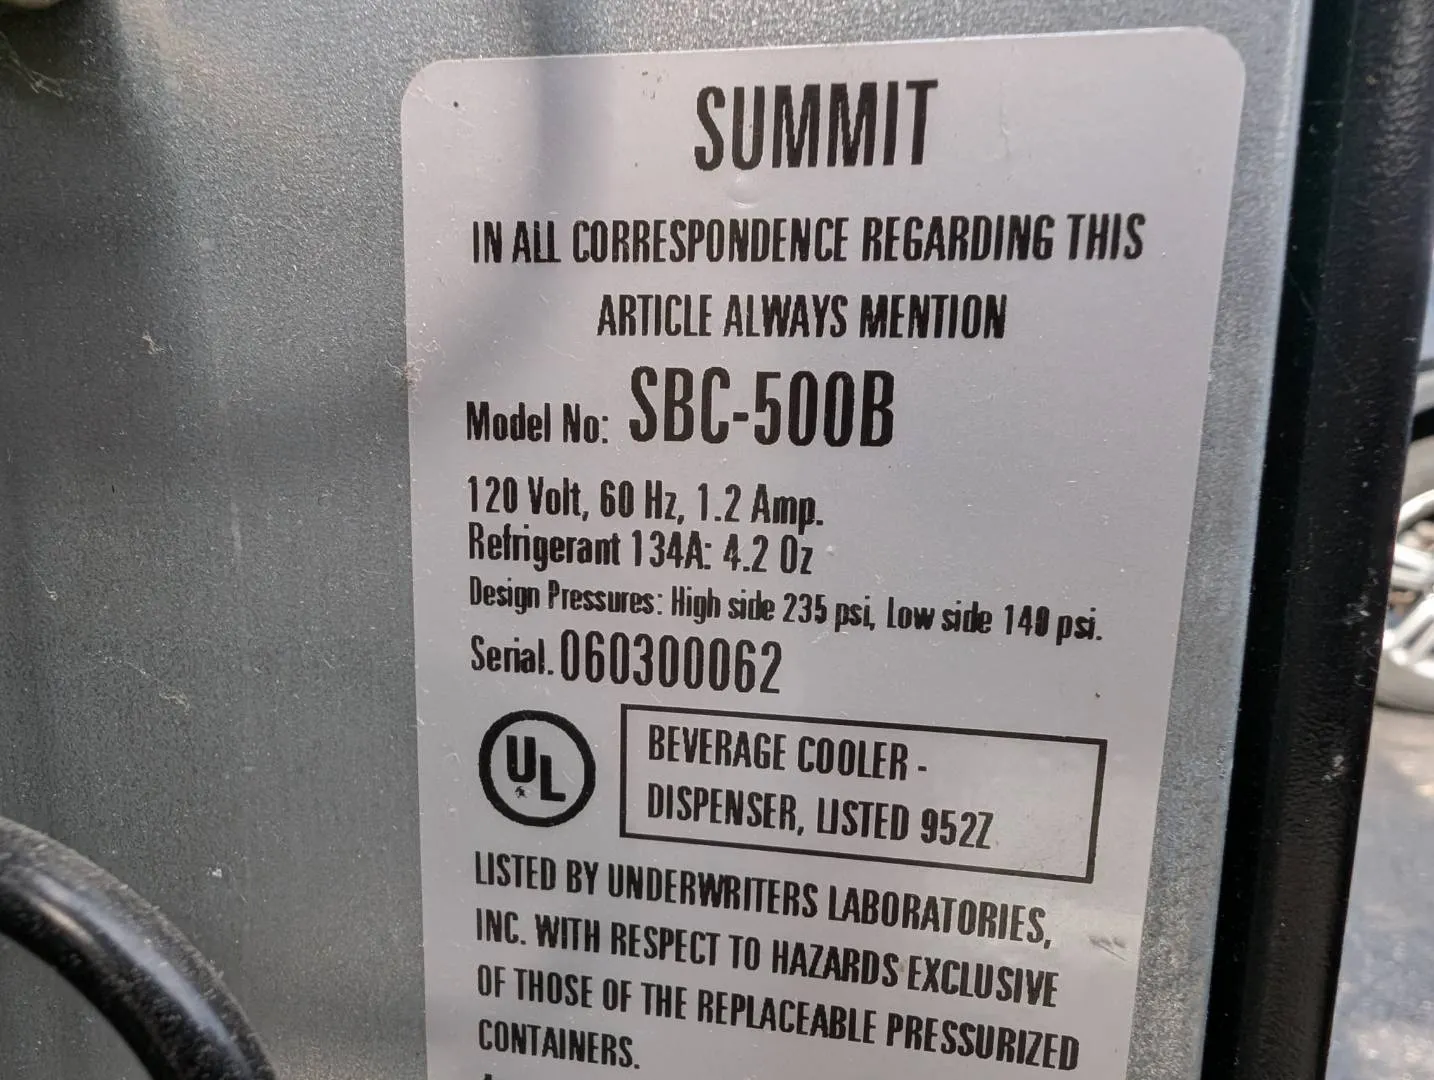 SUMMIT
IN ALL CORRESPONDENCE REGARDING THIS
ARTICLE ALWAYS MENTION
Model No: SBC-500B
120 Volt, 60 Hz, 1.2 Amp.
Refrigerant 134A: 4.2 Oz
Design Pressures: High side 235 psi, Low side 140 psi.
Serial. 060300062
UL
BEVERAGE COOLER -
DISPENSER, LISTED 952Z
LISTED BY UNDERWRITERS LABORATORIES,
INC. WITH RESPECT TO HAZARDS EXCLUSIVE
OF THOSE OF THE REPLACEABLE PRESSURIZED
CONTAINERS.